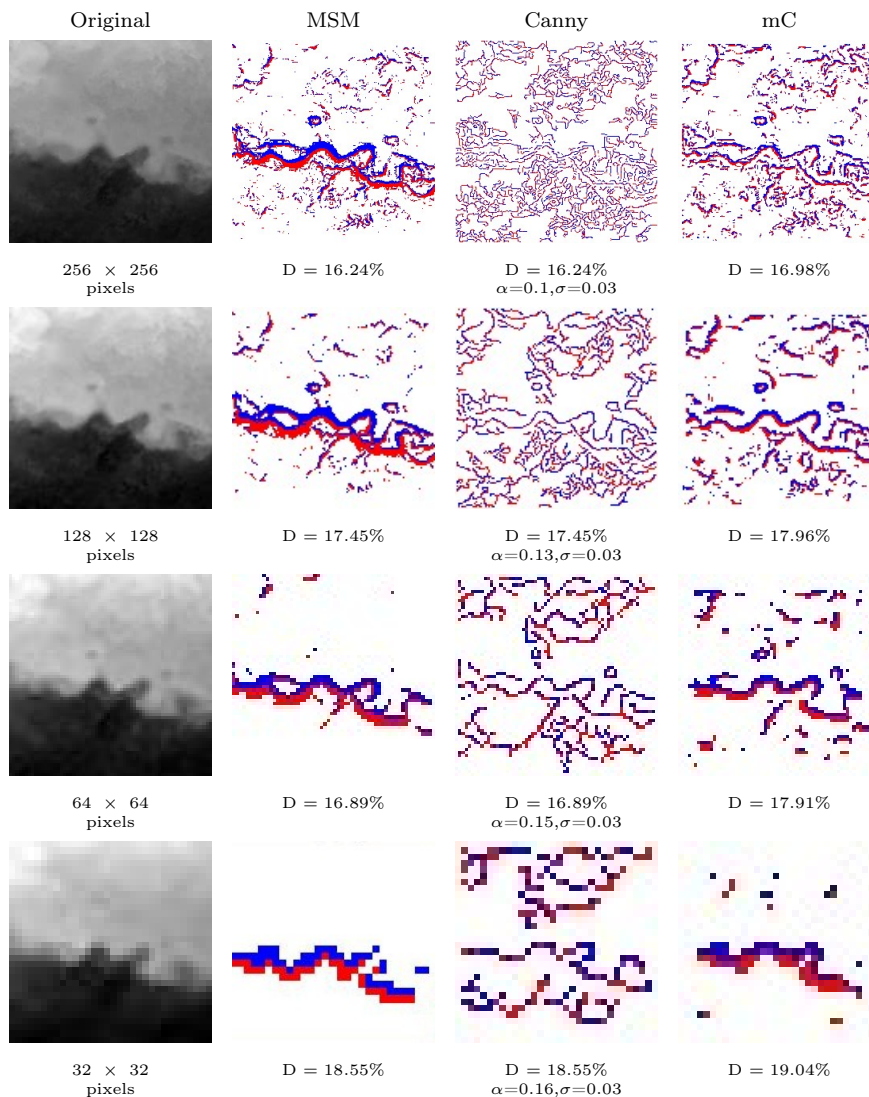 Original MSM Canny mC
256 × 256 D = 16.24% D = 16.24% D = 16.98%
pixels α=0.1,σ=0.03
128 × 128 D = 17.45% D = 17.45% D = 17.96%
pixels α=0.13,σ=0.03
64 × 64 D = 16.89% D = 16.89% D = 17.91%
pixels α=0.15,σ=0.03
32 × 32 D = 18.55% D = 18.55% D = 19.04%
pixels α=0.16,σ=0.03